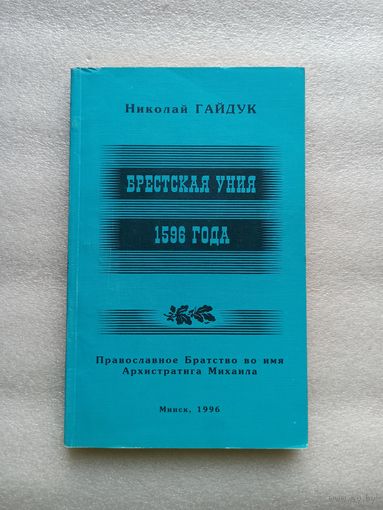 Николай ГАЙДУК
БРЕСТСКАЯ УНИЯ
1596 ГОДА
Православное Братство во имя
Архистратига Михаила
Минск, 1996